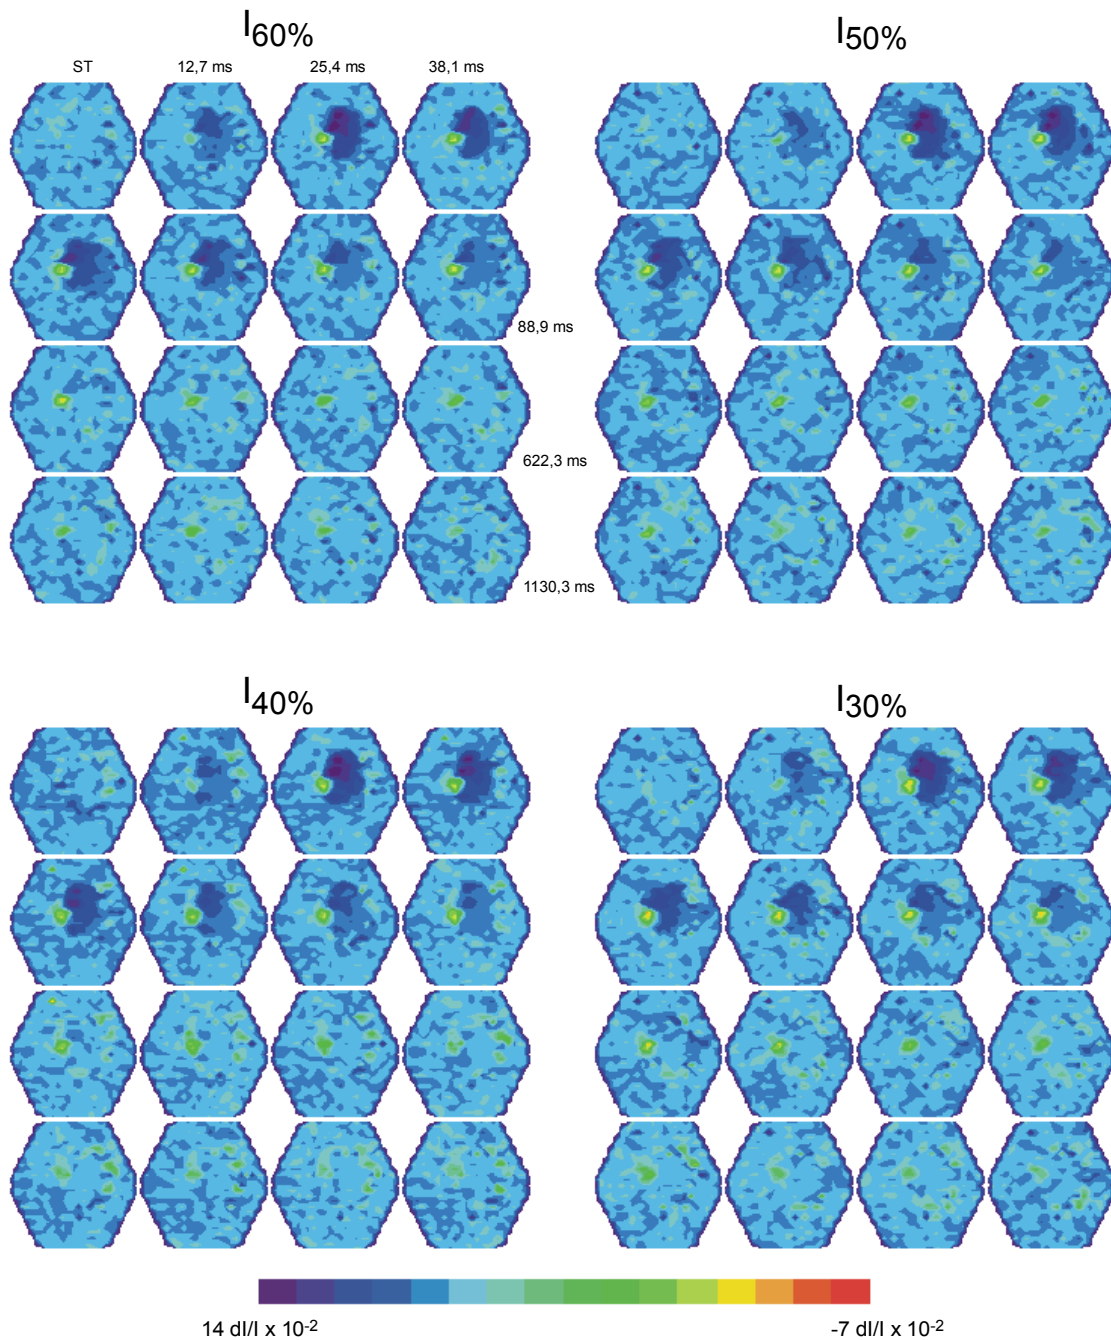 I60%
I50%
ST 12,7 ms 25,4 ms 38,1 ms
88,9 ms
622,3 ms
1130,3 ms
I40%
I30%
14 dI/I x 10-2
-7 dI/I x 10-2